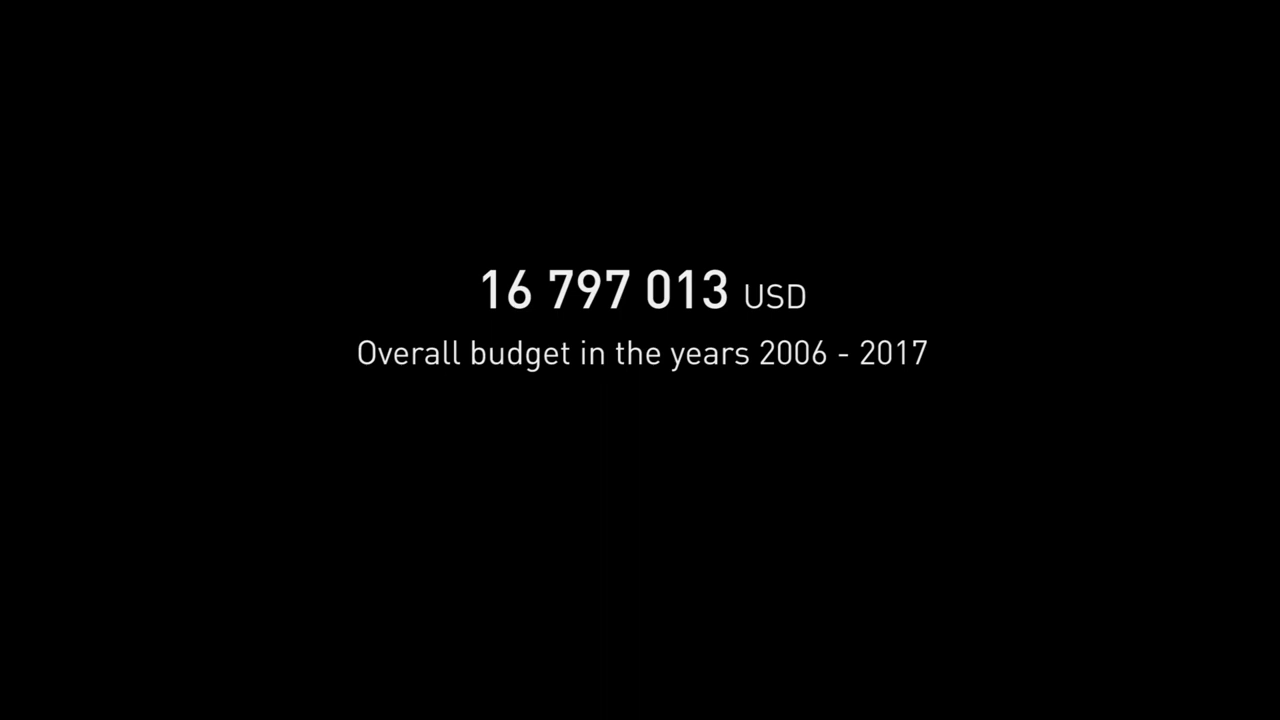 16 797 013 USD
Overall budget in the years 2006 - 2017